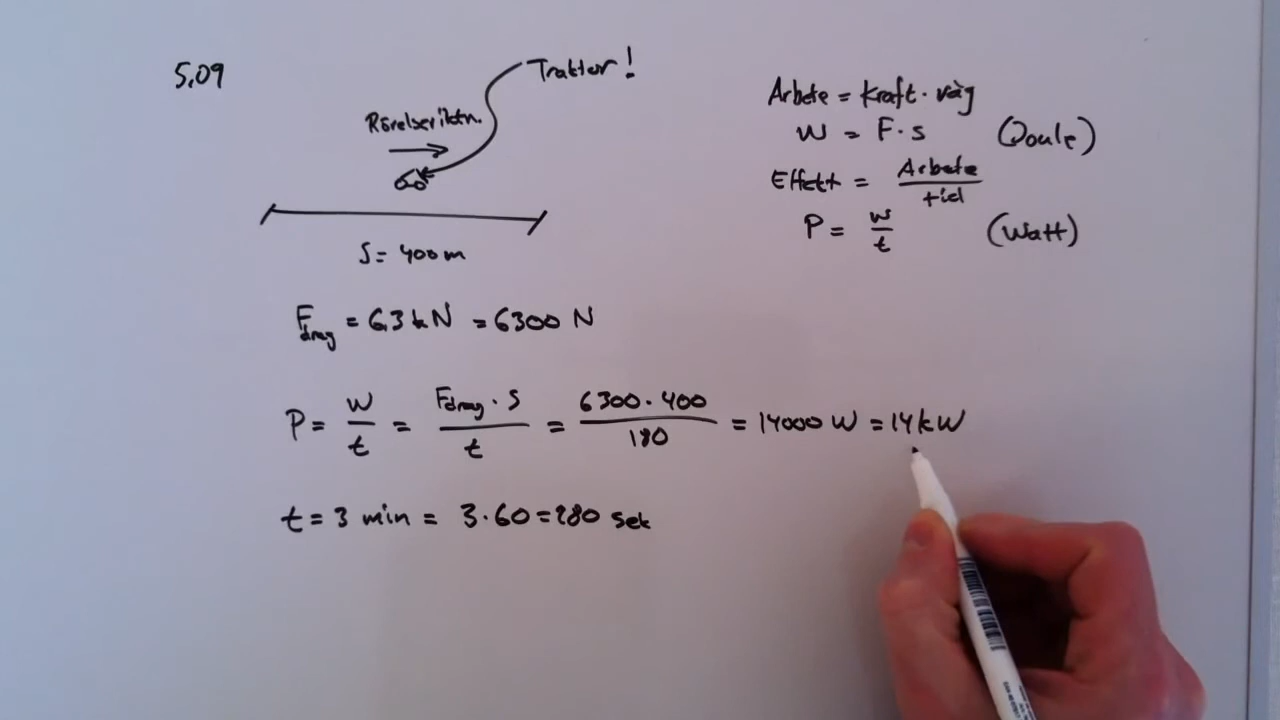 5.09
Traktor!
Rörelseriktn.
S = 400 m
Arbete = kraft · väg
W = F · s (Joule)
Effekt = Arbete / tid
P = W / t (Watt)
Fdrag = 6,3 kN = 6300 N
P = W / t = Fdrag · S / t = 6300 · 400 / 180 = 14000 W = 14 kW
t = 3 min = 3 · 60 = 180 sek